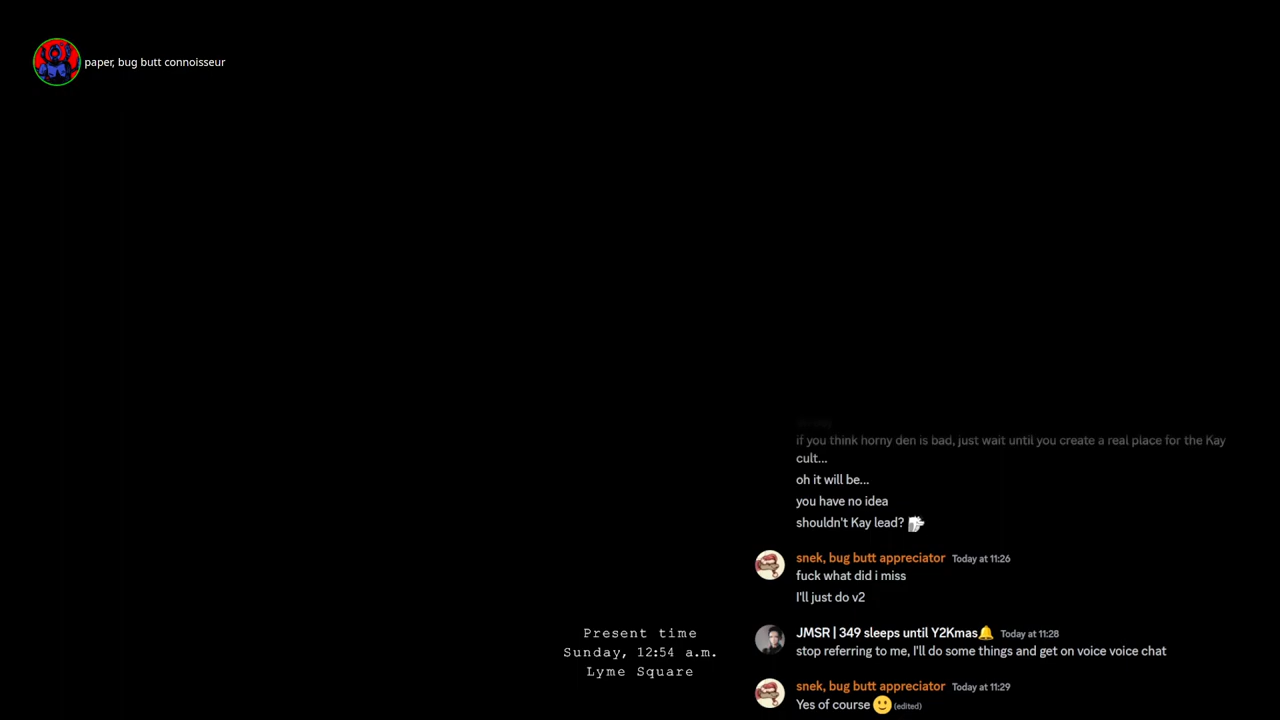 paper, bug butt connoisseur
if you think horny den is bad, just wait until you create a real place for the Kay
cult...
oh it will be...
you have no idea
shouldn't Kay lead?
snek, bug butt appreciator Today at 11:26
fuck what did i miss
I'll just do v2
JMSR | 349 sleeps until Y2Kmas🔔 Today at 11:28
stop referring to me, I'll do some things and get on voice voice chat
snek, bug butt appreciator Today at 11:29
Yes of course 🙂 (edited)
Present time
Sunday, 12:54 a.m.
Lyme Square